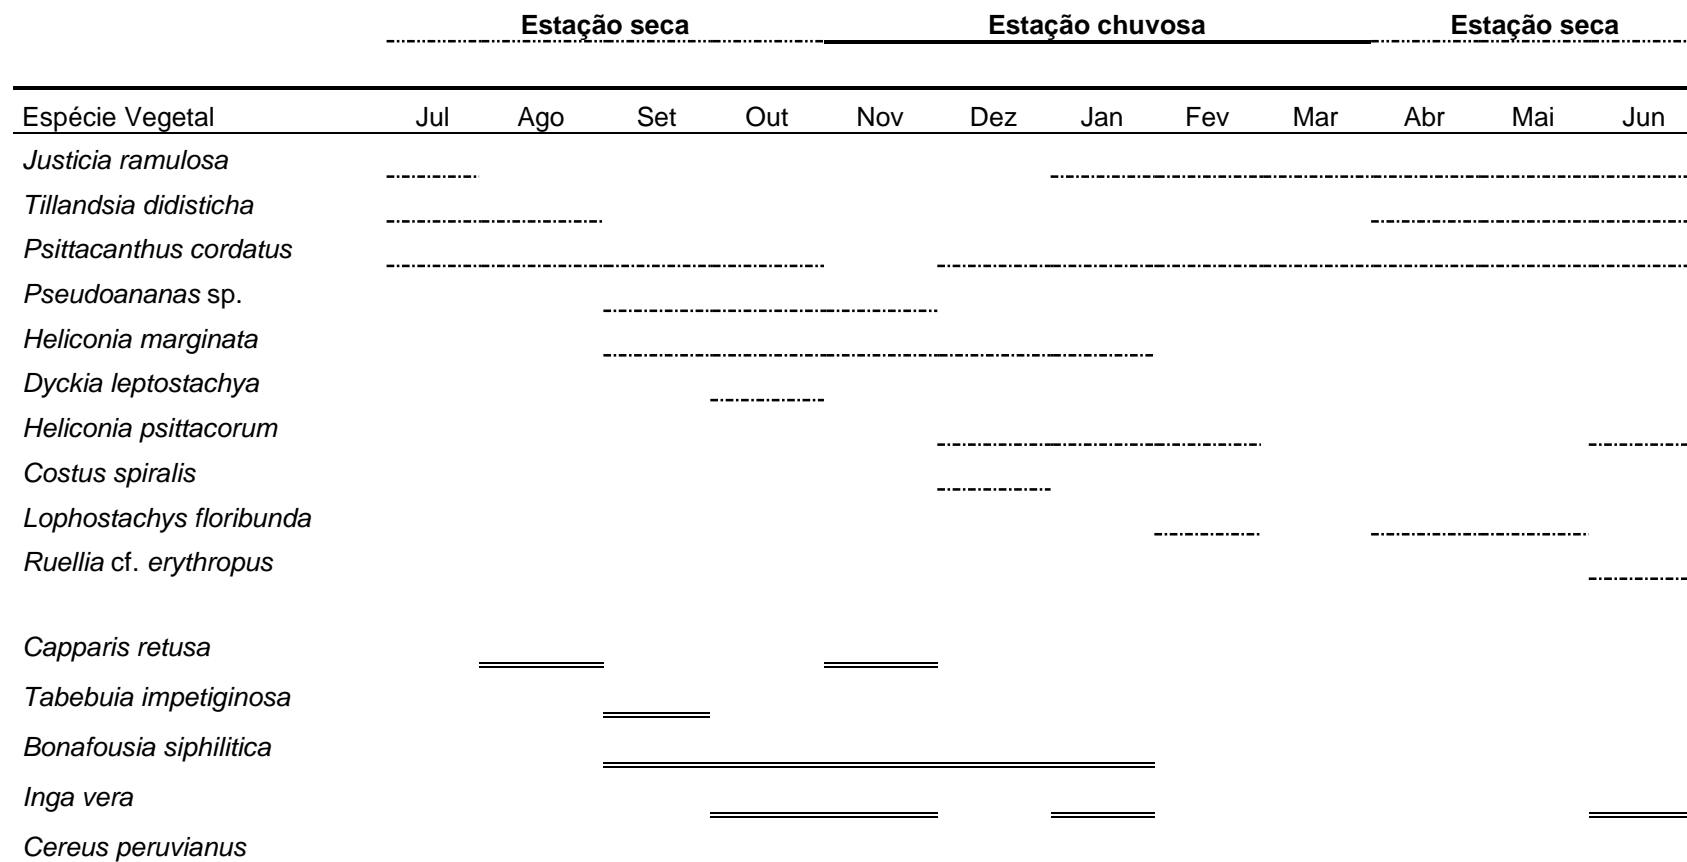 Estação seca Estação chuvosa Estação seca
Espécie Vegetal Jul Ago Set Out Nov Dez Jan Fev Mar Abr Mai Jun
Justicia ramulosa
Tillandsia didisticha
Psittacanthus cordatus
Pseudoananas sp.
Heliconia marginata
Dyckia leptostachya
Heliconia psittacorum
Costus spiralis
Lophostachys floribunda
Ruellia cf. erythropus
Capparis retusa
Tabebuia impetiginosa
Bonafousia siphilitica
Inga vera
Cereus peruvianus